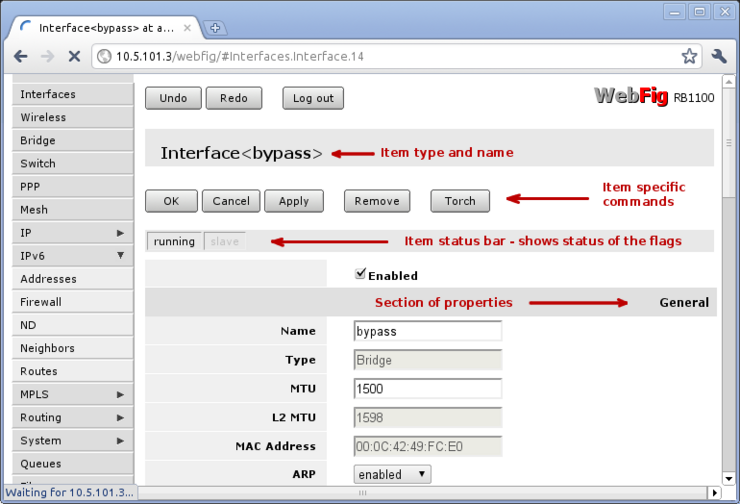 Interface<bypass> at a...
10.5.101.3/webfig/#Interfaces.Interface.14
Interfaces
Wireless
Bridge
Switch
PPP
Mesh
IP
IPv6
Addresses
Firewall
ND
Neighbors
Routes
MPLS
Routing
System
Queues
Waiting for 10.5.101.3...
Undo Redo Log out
WebFig RB1100
Interface<bypass> Item type and name
OK Cancel Apply Remove Torch
Item specific
commands
running slave Item status bar - shows status of the flags
Enabled
Section of properties General
Name bypass
Type Bridge
MTU 1500
L2 MTU 1598
MAC Address 00:0C:42:49:FC:E0
ARP enabled